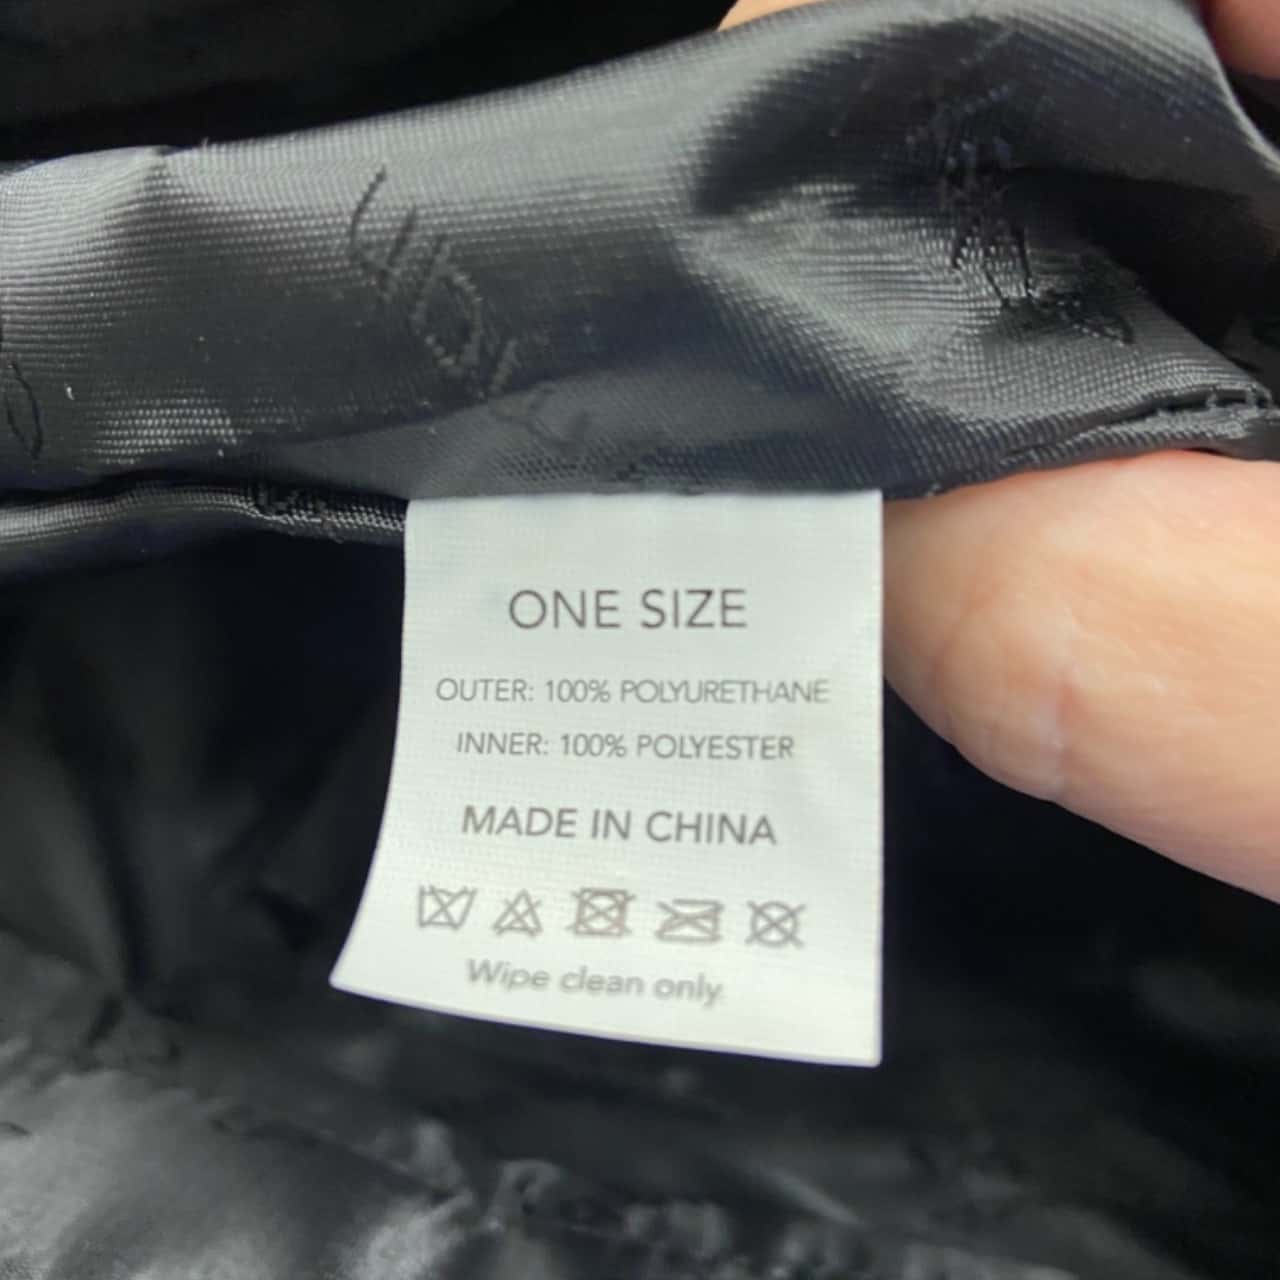 ONE SIZE
OUTER: 100% POLYURETHANE
INNER: 100% POLYESTER
MADE IN CHINA
Wipe clean only